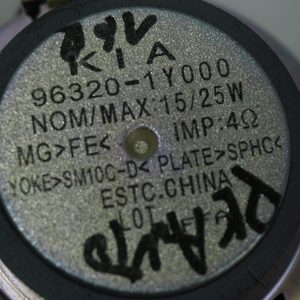 KIA
96320-1Y000
NOM/MAX:15/25W
MG>FE< IMP:4Ω
YOKE>SM10C-D< PLATE>SPHC<
ESTC.CHINA
LOT